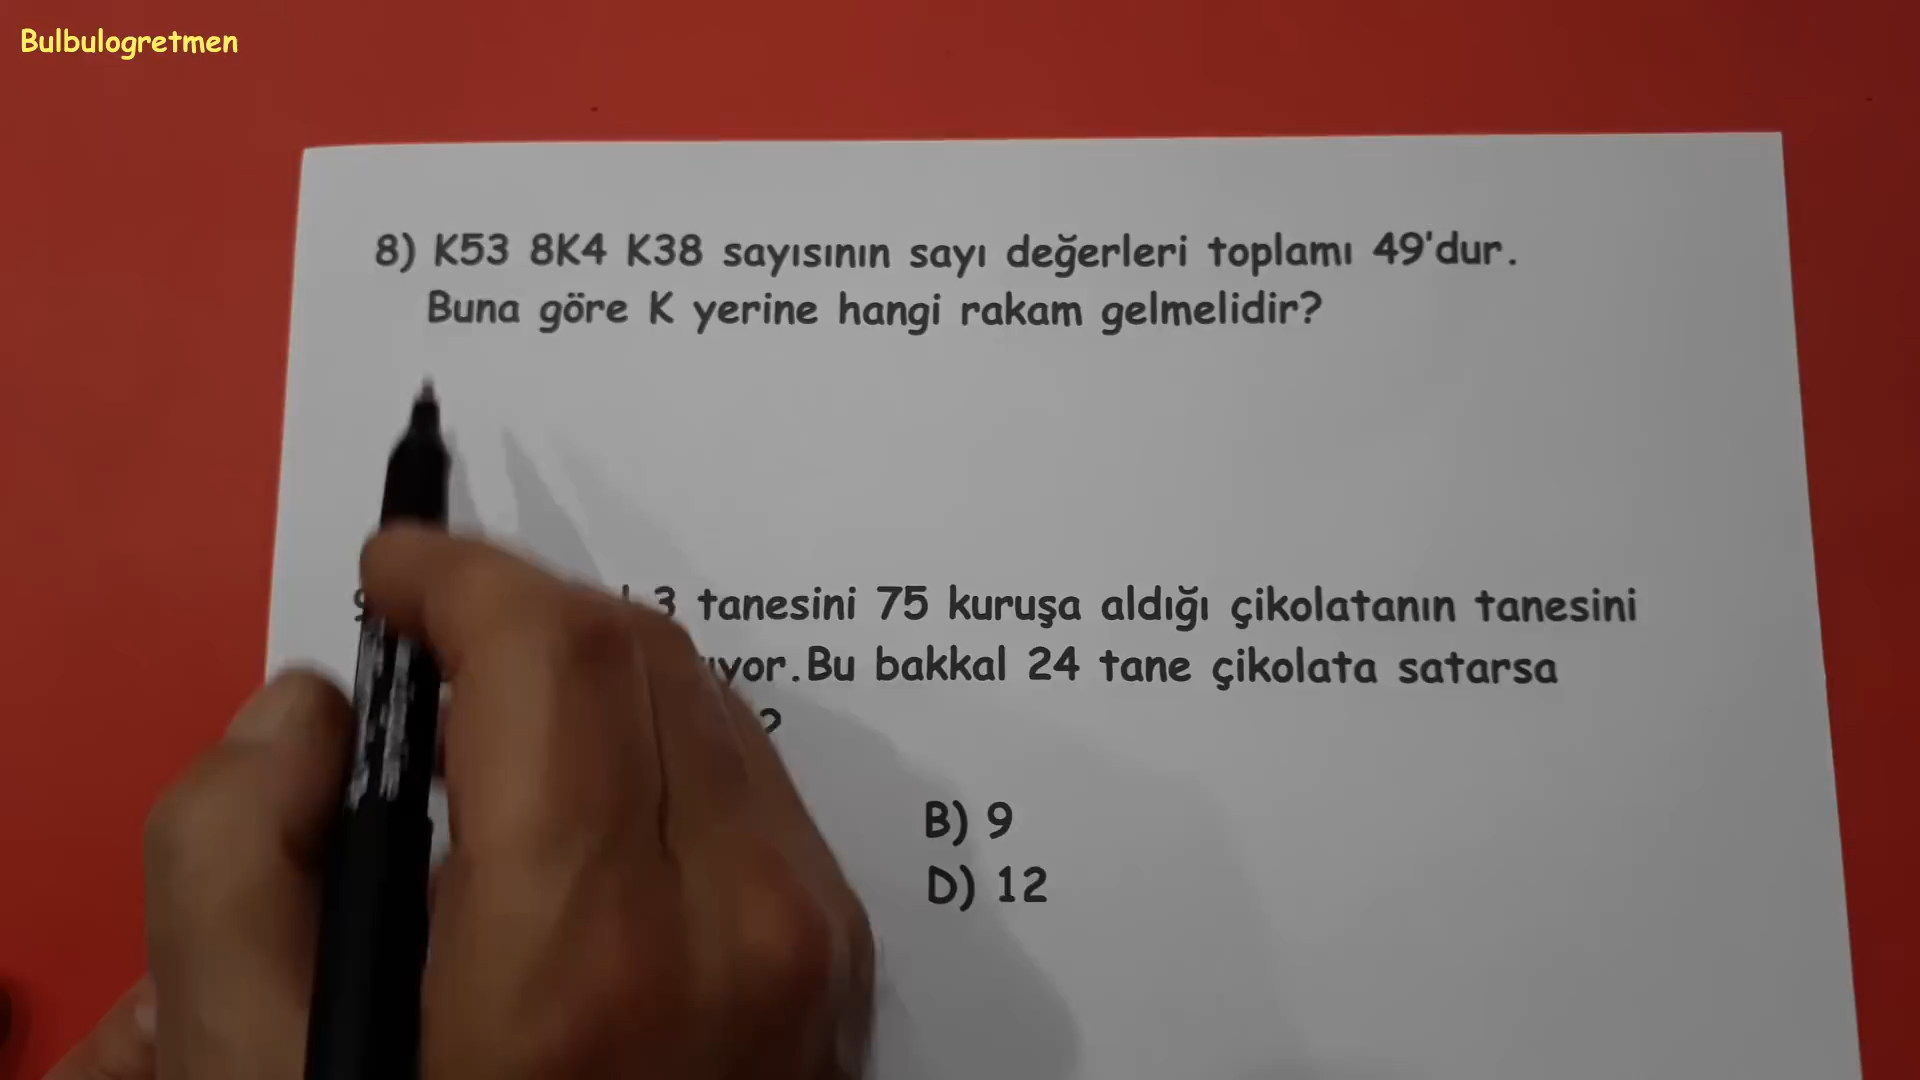 Bulbulogretmen
8) K53 8K4 K38 sayısının sayı değerleri toplamı 49'dur.
Buna göre K yerine hangi rakam gelmelidir?
3 tanesini 75 kuruşa aldığı çikolatanın tanesini
Bu bakkal 24 tane çikolata satarsa
?
B) 9
D) 12